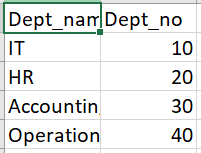 Dept_nam Dept_no
IT 10
HR 20
Accountin 30
Operation 40